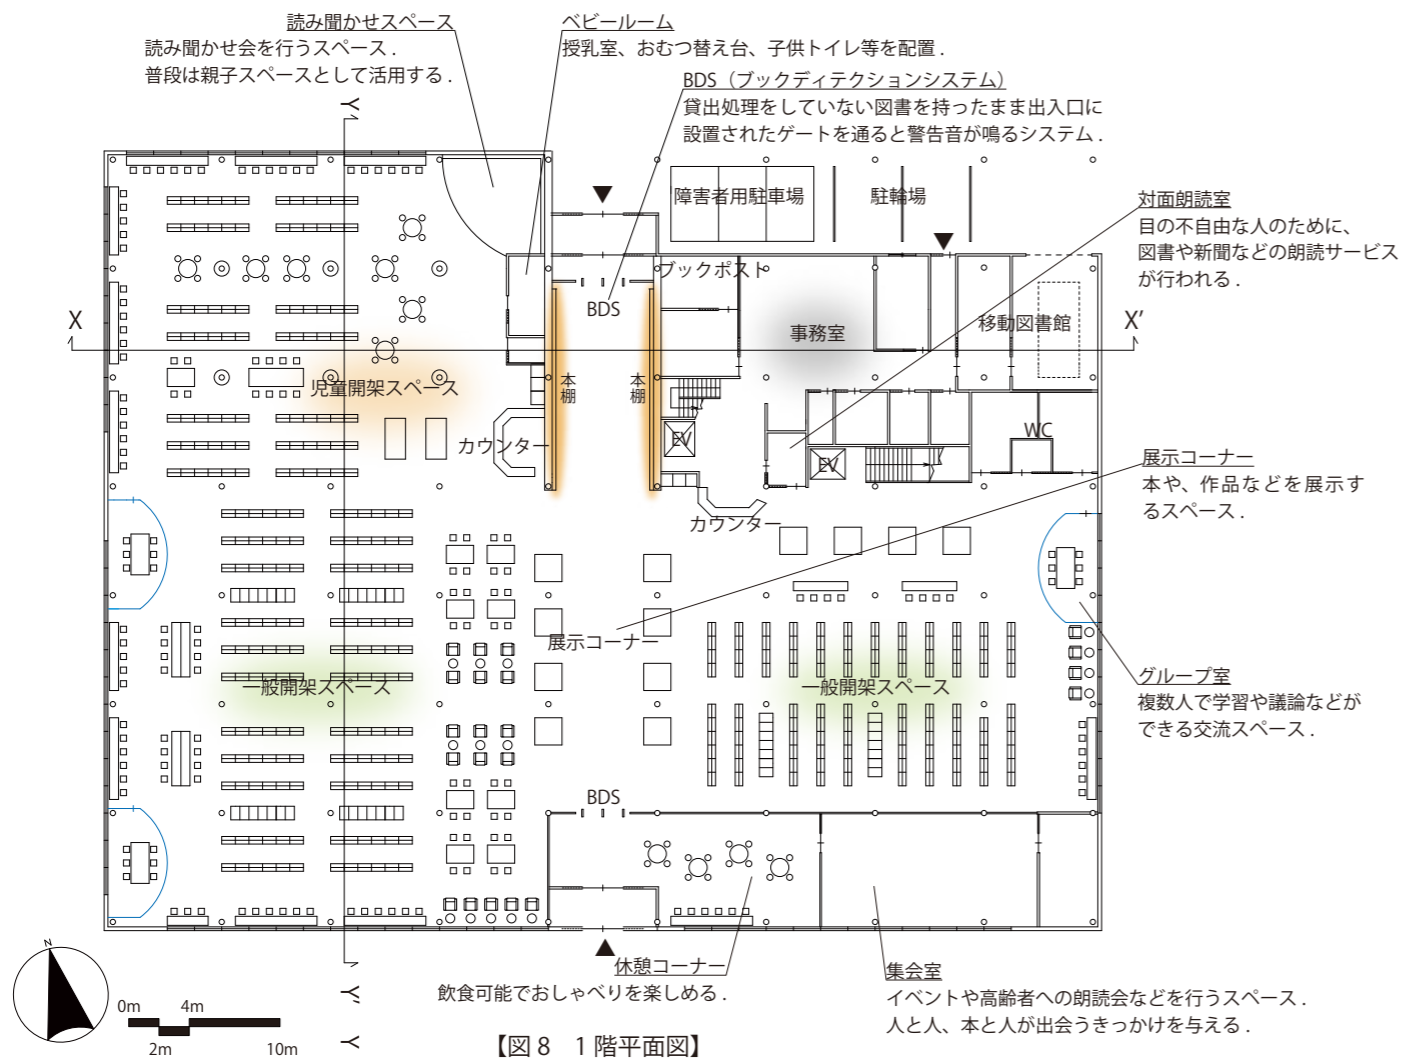 読み聞かせスペース
読み聞かせ会を行うスペース．
普段は親子スペースとして活用する．
ベビールーム
授乳室、おむつ替え台、子供トイレ等を配置．
BDS（ブックディテクションシステム）
貸出処理をしていない図書を持ったまま出入口に
設置されたゲートを通ると警告音が鳴るシステム．
Y'
Y
障害者用駐車場
駐輪場
対面朗読室
目の不自由な人のために、
図書や新聞などの朗読サービス
が行われる．
ブックポスト
BDS
X
事務室
移動図書館
X'
児童開架スペース
本棚
本棚
カウンター
EV
EV
WC
展示コーナー
本や、作品などを展示す
るスペース．
カウンター
展示コーナー
一般開架スペース
一般開架スペース
グループ室
複数人で学習や議論などが
できる交流スペース．
BDS
N
休憩コーナー
飲食可能でおしゃべりを楽しめる．
集会室
イベントや高齢者への朗読会などを行うスペース．
人と人、本と人が出会うきっかけを与える．
0m
4m
2m
10m
Y'
Y
【図 8　1 階平面図】